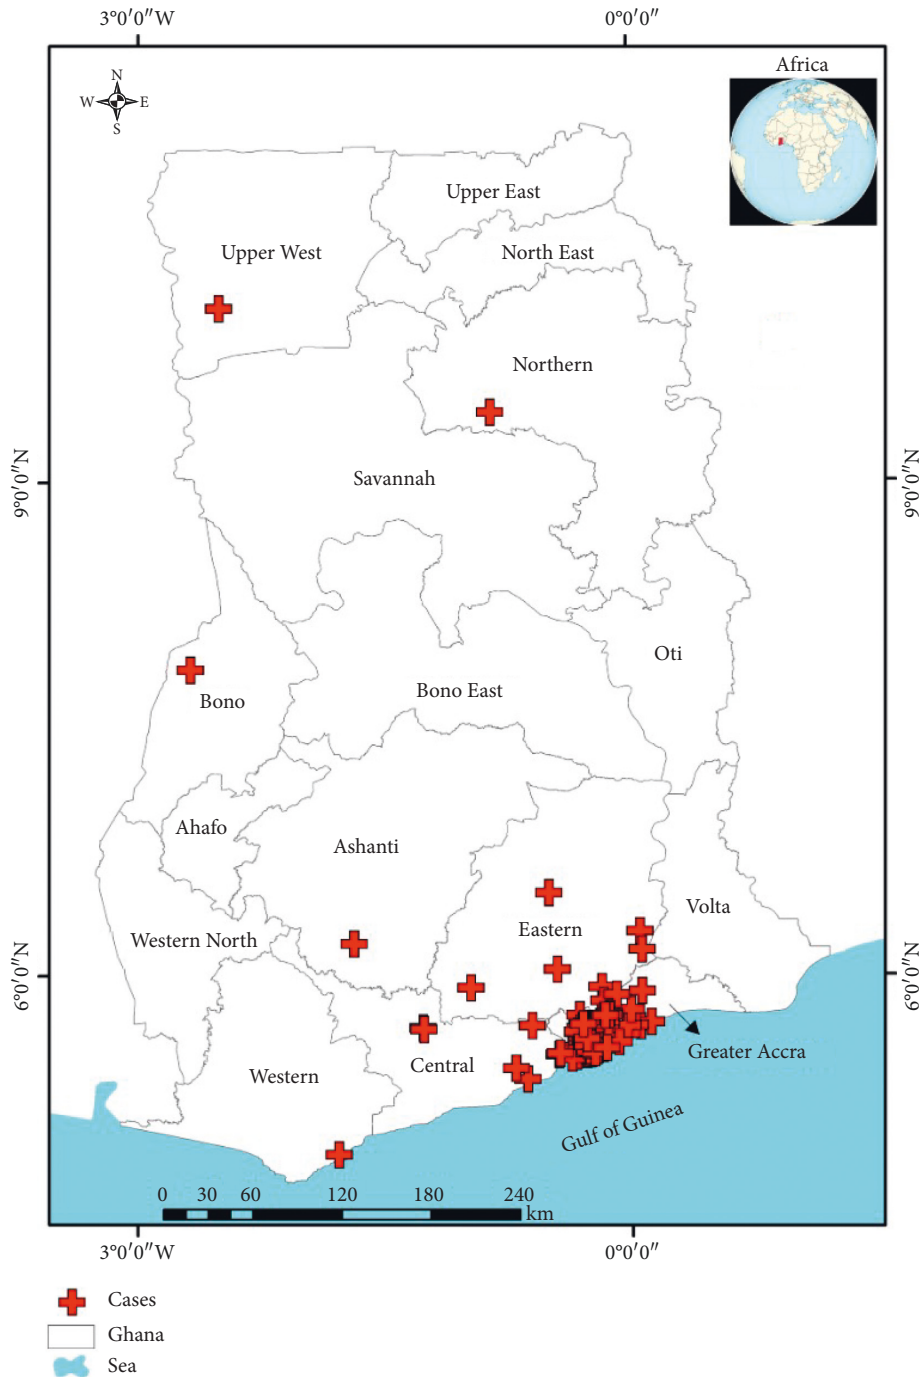 3°0′0″W
0°0′0″
Africa
N
W E
S
Upper East
Upper West
North East
Northern
9°0′0″N
9°0′0″N
Savannah
Oti
Bono East
Bono
Ahafo
Ashanti
Volta
Eastern
Western North
6°0′0″N
6°0′0″N
Greater Accra
Central
Western
Gulf of Guinea
0 30 60 120 180 240
km
3°0′0″W
0°0′0″
Cases
Ghana
Sea